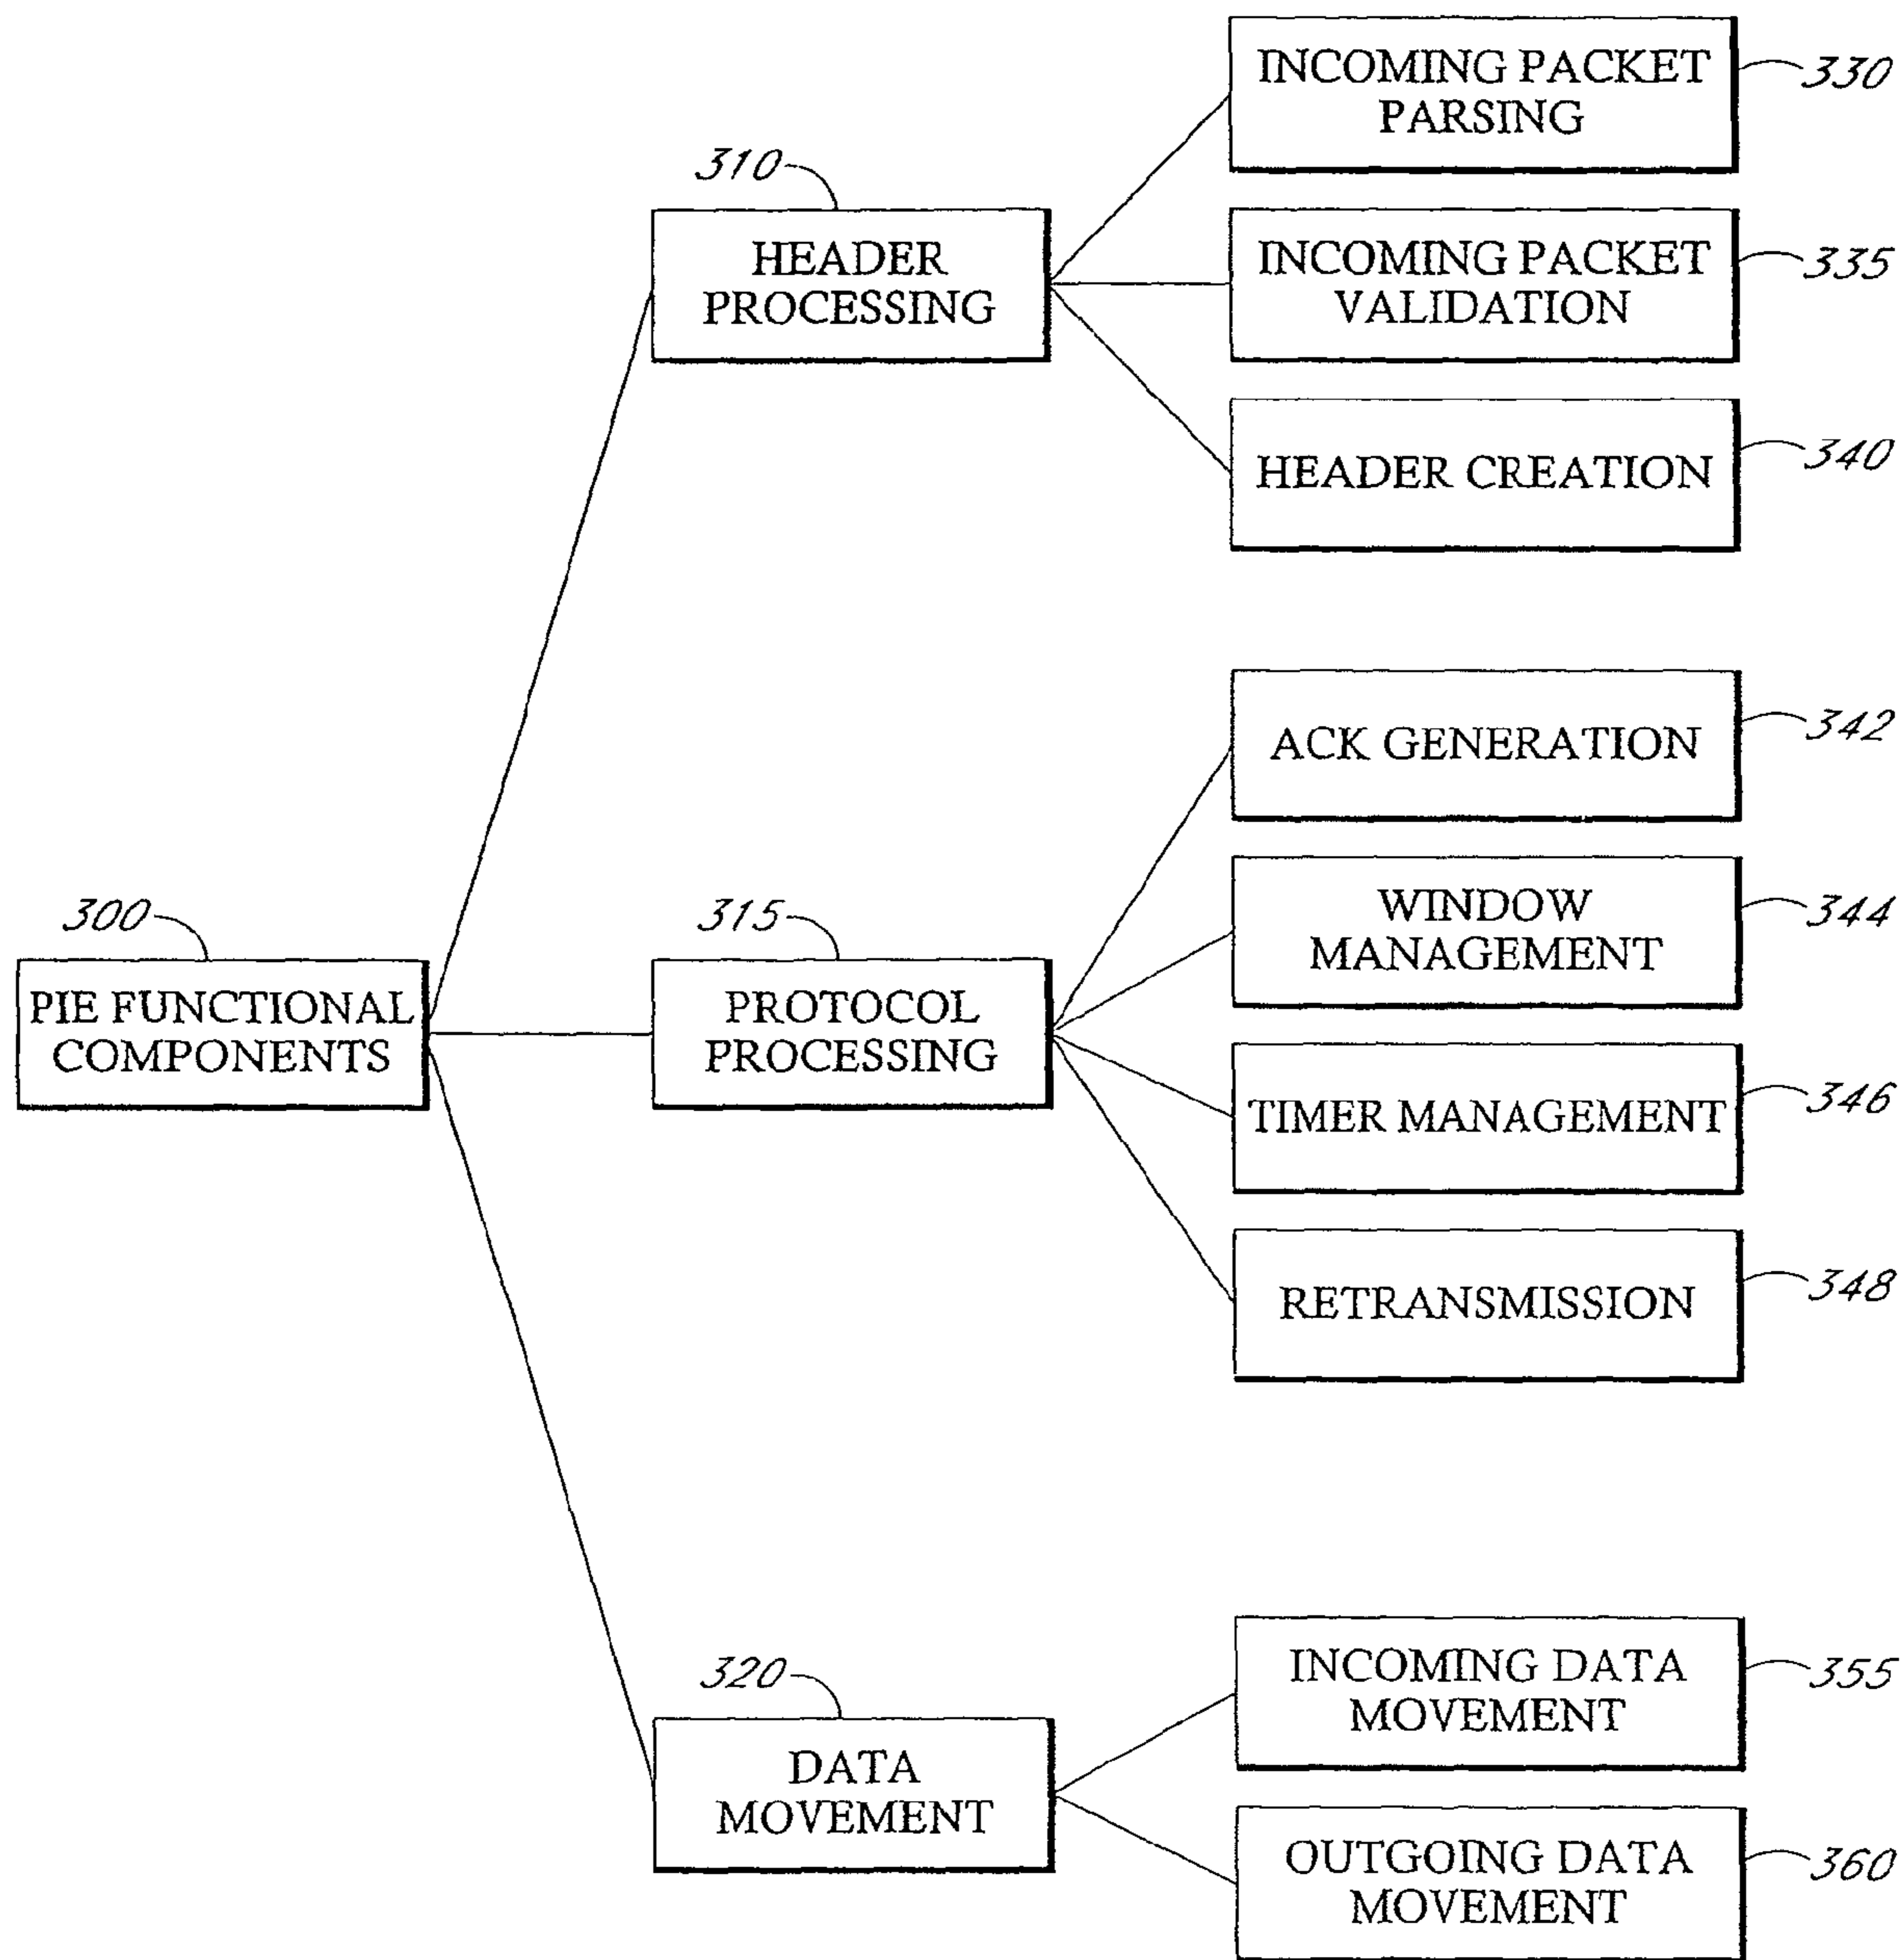 INCOMING PACKET
PARSING
330
310
HEADER
PROCESSING
INCOMING PACKET
VALIDATION
335
HEADER CREATION
340
ACK GENERATION
342
300
PIE FUNCTIONAL
COMPONENTS
315
PROTOCOL
PROCESSING
WINDOW
MANAGEMENT
344
TIMER MANAGEMENT
346
RETRANSMISSION
348
320
DATA
MOVEMENT
INCOMING DATA
MOVEMENT
355
OUTGOING DATA
MOVEMENT
360